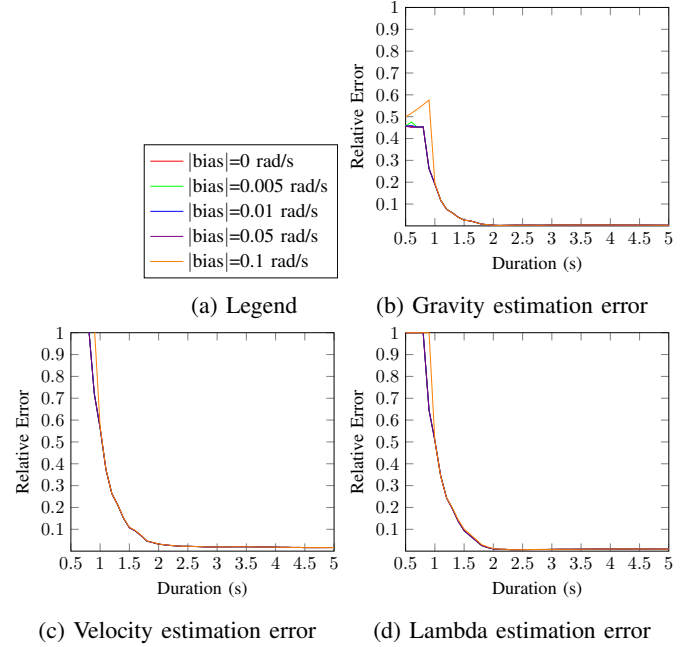 1
0.9
0.8
0.7
0.6
0.5
0.4
0.3
0.2
0.1
Relative Error
0.5 1 1.5 2 2.5 3 3.5 4 4.5 5
Duration (s)
|bias|=0 rad/s
|bias|=0.005 rad/s
|bias|=0.01 rad/s
|bias|=0.05 rad/s
|bias|=0.1 rad/s
(a) Legend
(b) Gravity estimation error
1
0.9
0.8
0.7
0.6
0.5
0.4
0.3
0.2
0.1
Relative Error
0.5 1 1.5 2 2.5 3 3.5 4 4.5 5
Duration (s)
(c) Velocity estimation error
1
0.9
0.8
0.7
0.6
0.5
0.4
0.3
0.2
0.1
Relative Error
0.5 1 1.5 2 2.5 3 3.5 4 4.5 5
Duration (s)
(d) Lambda estimation error